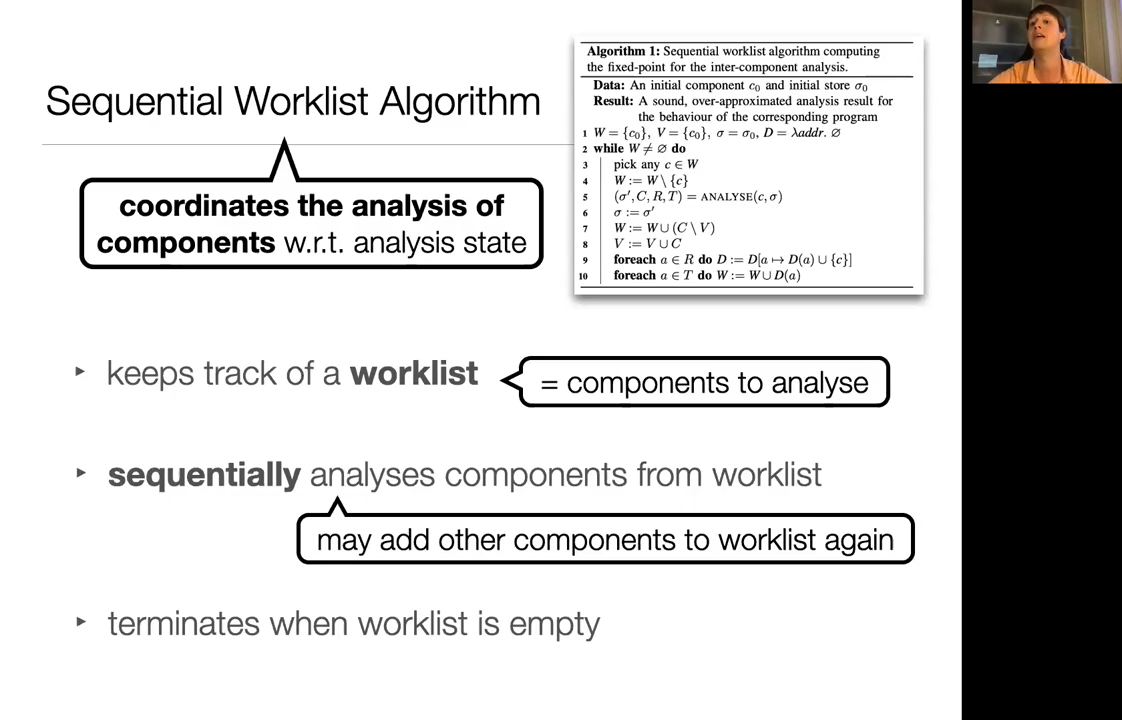 Sequential Worklist Algorithm
coordinates the analysis of
components w.r.t. analysis state
Algorithm 1: Sequential worklist algorithm computing
the fixed-point for the inter-component analysis.
Data: An initial component c₀ and initial store σ₀
Result: A sound, over-approximated analysis result for
the behaviour of the corresponding program
1 W = {c₀}, V = {c₀}, σ = σ₀, D = λaddr. ∅
2 while W ≠ ∅ do
3 pick any c ∈ W
4 W := W \ {c}
5 (σ′, C, R, T) = ANALYSE(c, σ)
6 σ := σ′
7 W := W ∪ (C \ V)
8 V := V ∪ C
9 foreach a ∈ R do D := D[a ↦ D(a) ∪ {c}]
10 foreach a ∈ T do W := W ∪ D(a)
‣ keeps track of a worklist
= components to analyse
‣ sequentially analyses components from worklist
may add other components to worklist again
‣ terminates when worklist is empty